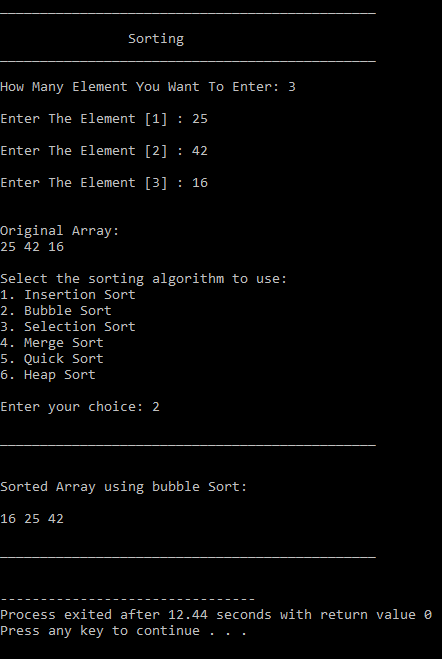 Sorting
How Many Element You Want To Enter: 3
Enter The Element [1] : 25
Enter The Element [2] : 42
Enter The Element [3] : 16
Original Array:
25 42 16
Select the sorting algorithm to use:
1. Insertion Sort
2. Bubble Sort
3. Selection Sort
4. Merge Sort
5. Quick Sort
6. Heap Sort
Enter your choice: 2
Sorted Array using bubble Sort:
16 25 42
--------------------------------
Process exited after 12.44 seconds with return value 0
Press any key to continue . . .